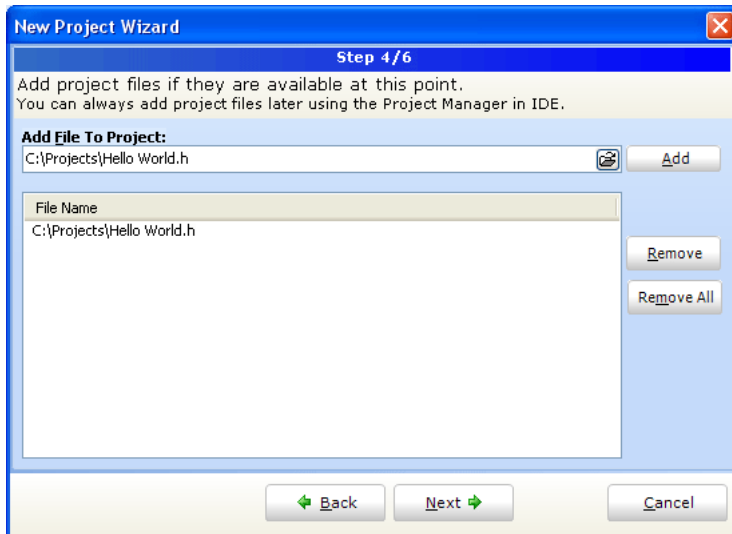 New Project Wizard
Step 4/6
Add project files if they are available at this point.
You can always add project files later using the Project Manager in IDE.
Add File To Project:
C:\Projects\Hello World.h
Add
File Name
C:\Projects\Hello World.h
Remove
Remove All
Back
Next
Cancel